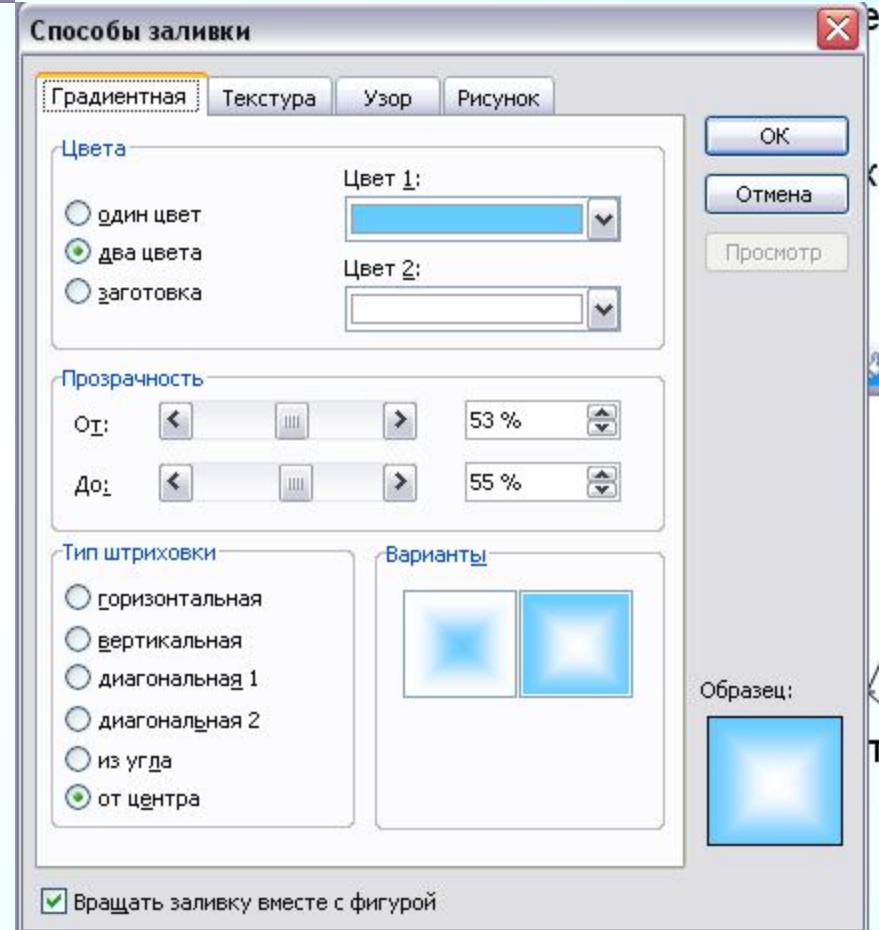 Способы заливки
Градиентная Текстура Узор Рисунок
Цвета
один цвет
два цвета
заготовка
Цвет 1:
Цвет 2:
ОК
Отмена
Просмотр
Прозрачность
От: 53 %
До: 55 %
Тип штриховки
горизонтальная
вертикальная
диагональная 1
диагональная 2
из угла
от центра
Варианты
Образец:
Вращать заливку вместе с фигурой